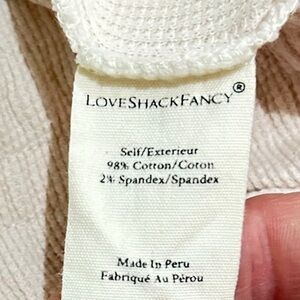 LOVESHACKFANCY®
Self/Exterieur
98% Cotton/Coton
2% Spandex/Spandex
Made In Peru
Fabriqué Au Pérou